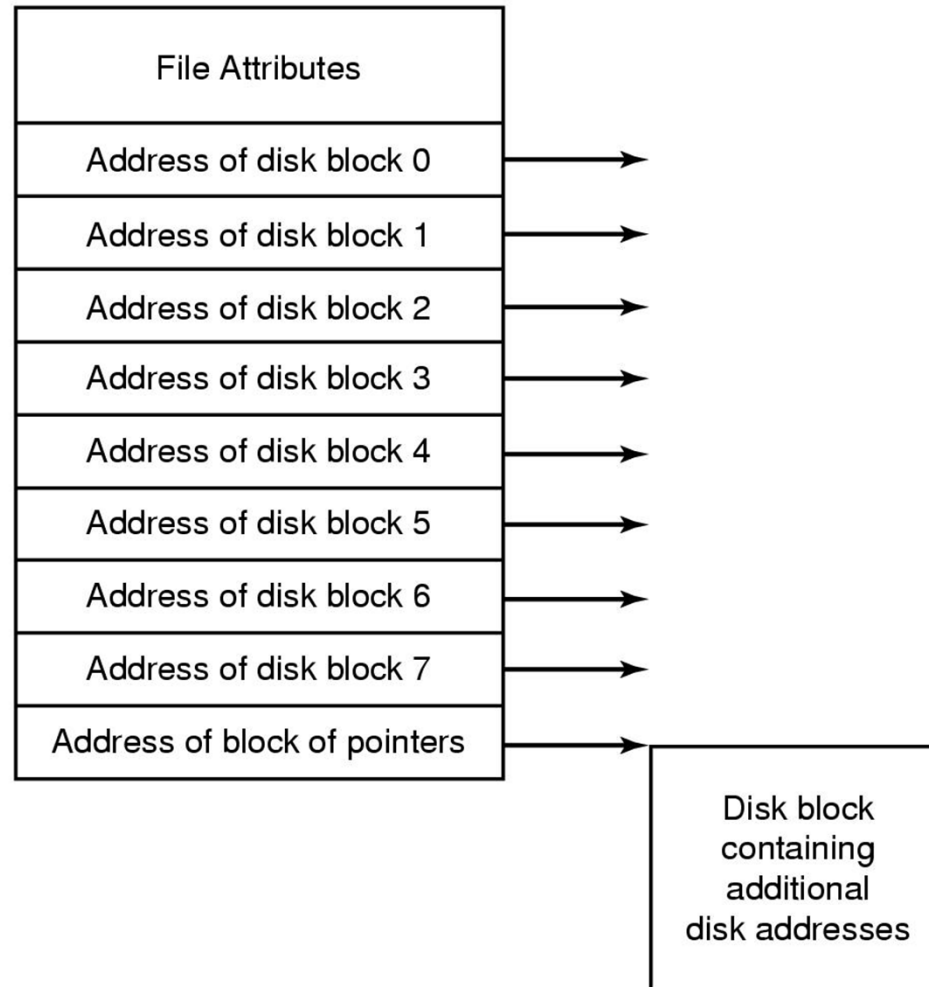 File Attributes
Address of disk block 0
Address of disk block 1
Address of disk block 2
Address of disk block 3
Address of disk block 4
Address of disk block 5
Address of disk block 6
Address of disk block 7
Address of block of pointers
Disk block
containing
additional
disk addresses